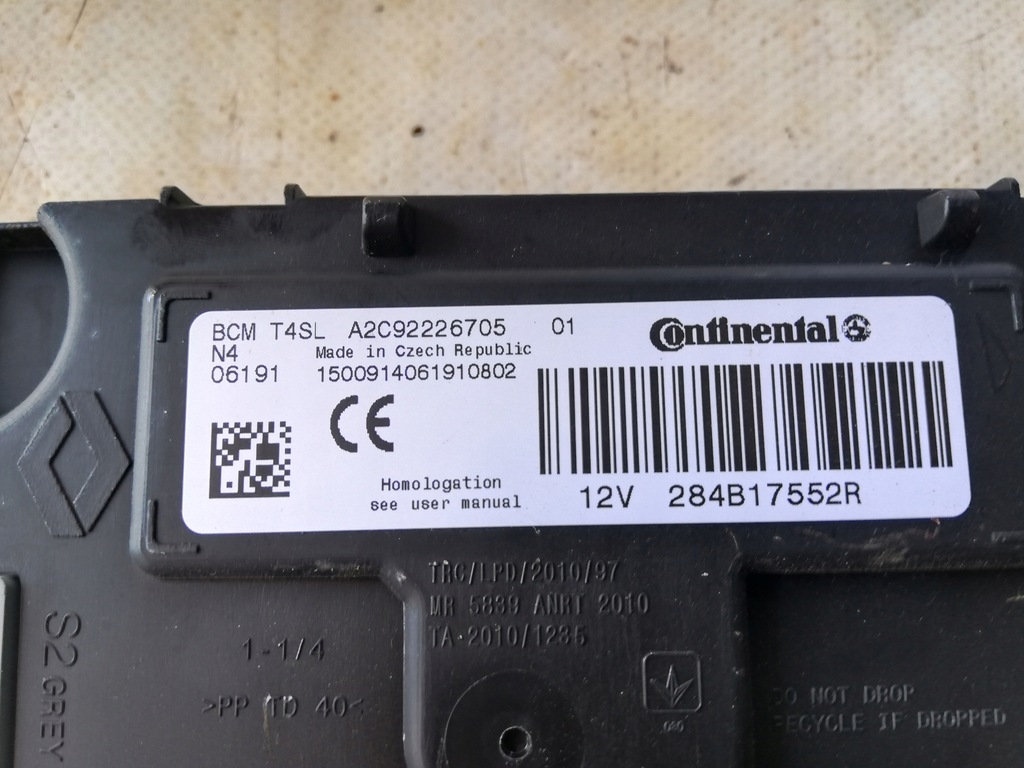 BCM T4SL A2C92226705 01
Continental
N4 Made in Czech Republic
06191 1500914061910802
CE
Homologation
see user manual
12V 284B17552R
TRC/LPD/2010/97
MR 5839 ANRT 2010
TA-2010/1235
1-1/4
>PP TD 40<
S2 GREY
DO NOT DROP
RECYCLE IF DROPPED